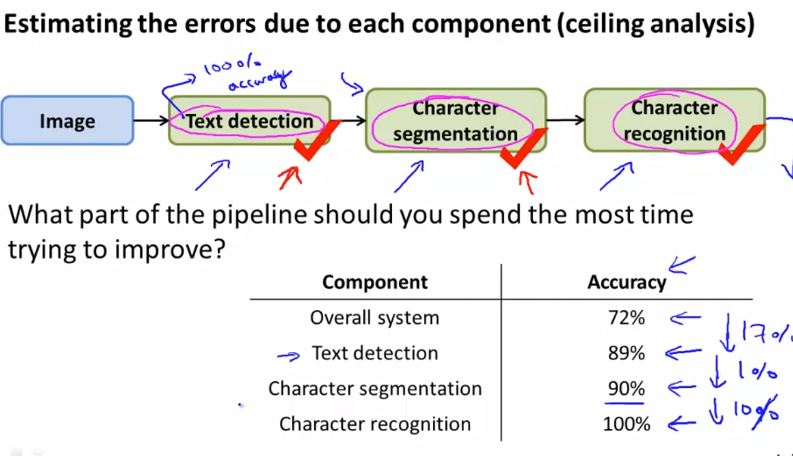 Estimating the errors due to each component (ceiling analysis)
100%
accuracy
Image
Text detection
Character
segmentation
Character
recognition
What part of the pipeline should you spend the most time
trying to improve?
Component Accuracy
Overall system 72%
17%
Text detection 89%
1%
Character segmentation 90%
10%
Character recognition 100%